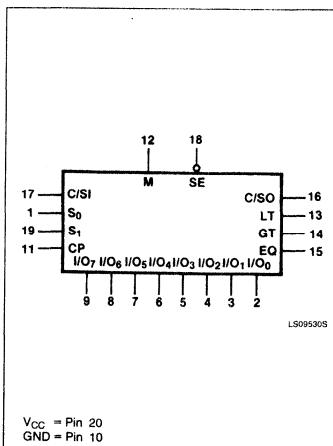 12 18
M SE
17 C/SI C/SO 16
1 S0 LT 13
19 S1 GT 14
11 CP EQ 15
I/O7 I/O6 I/O5 I/O4 I/O3 I/O2 I/O1 I/O0
9 8 7 6 5 4 3 2
LS09530S
VCC = Pin 20
GND = Pin 10